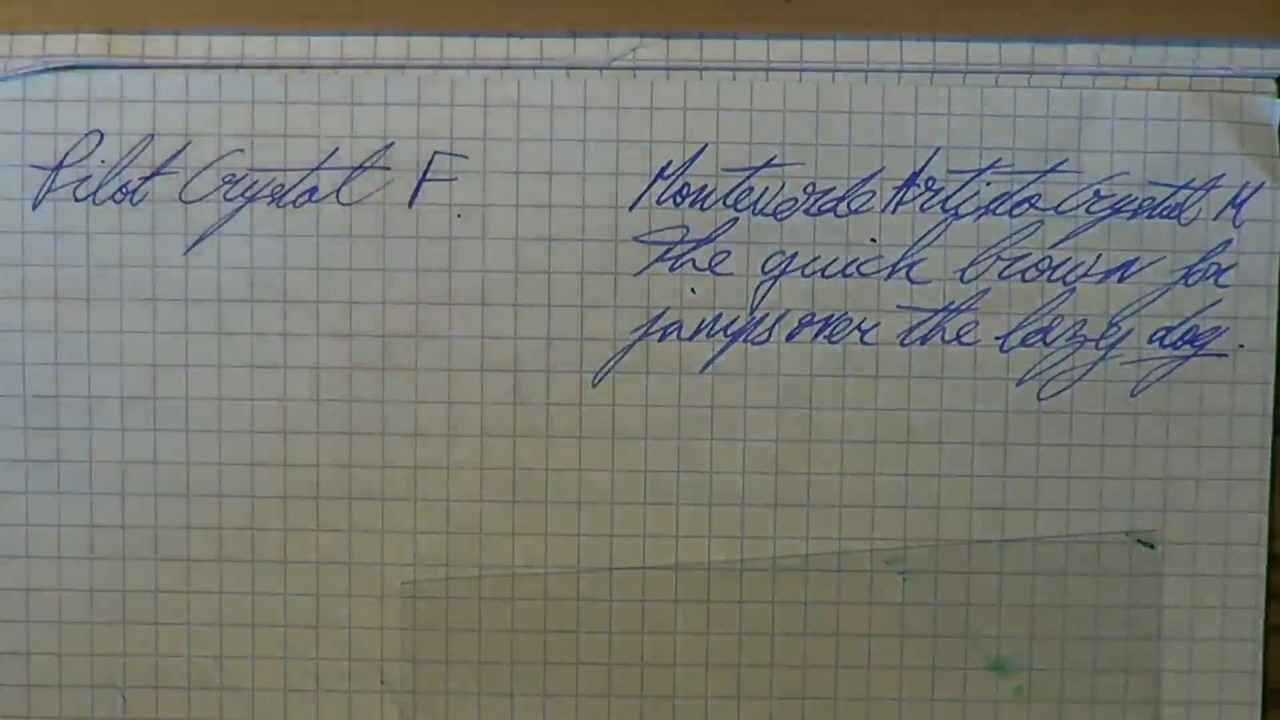 Pilot Crystal F.
Monteverde Artista Crystal M
The quick brown fox
jumps over the lazy dog.